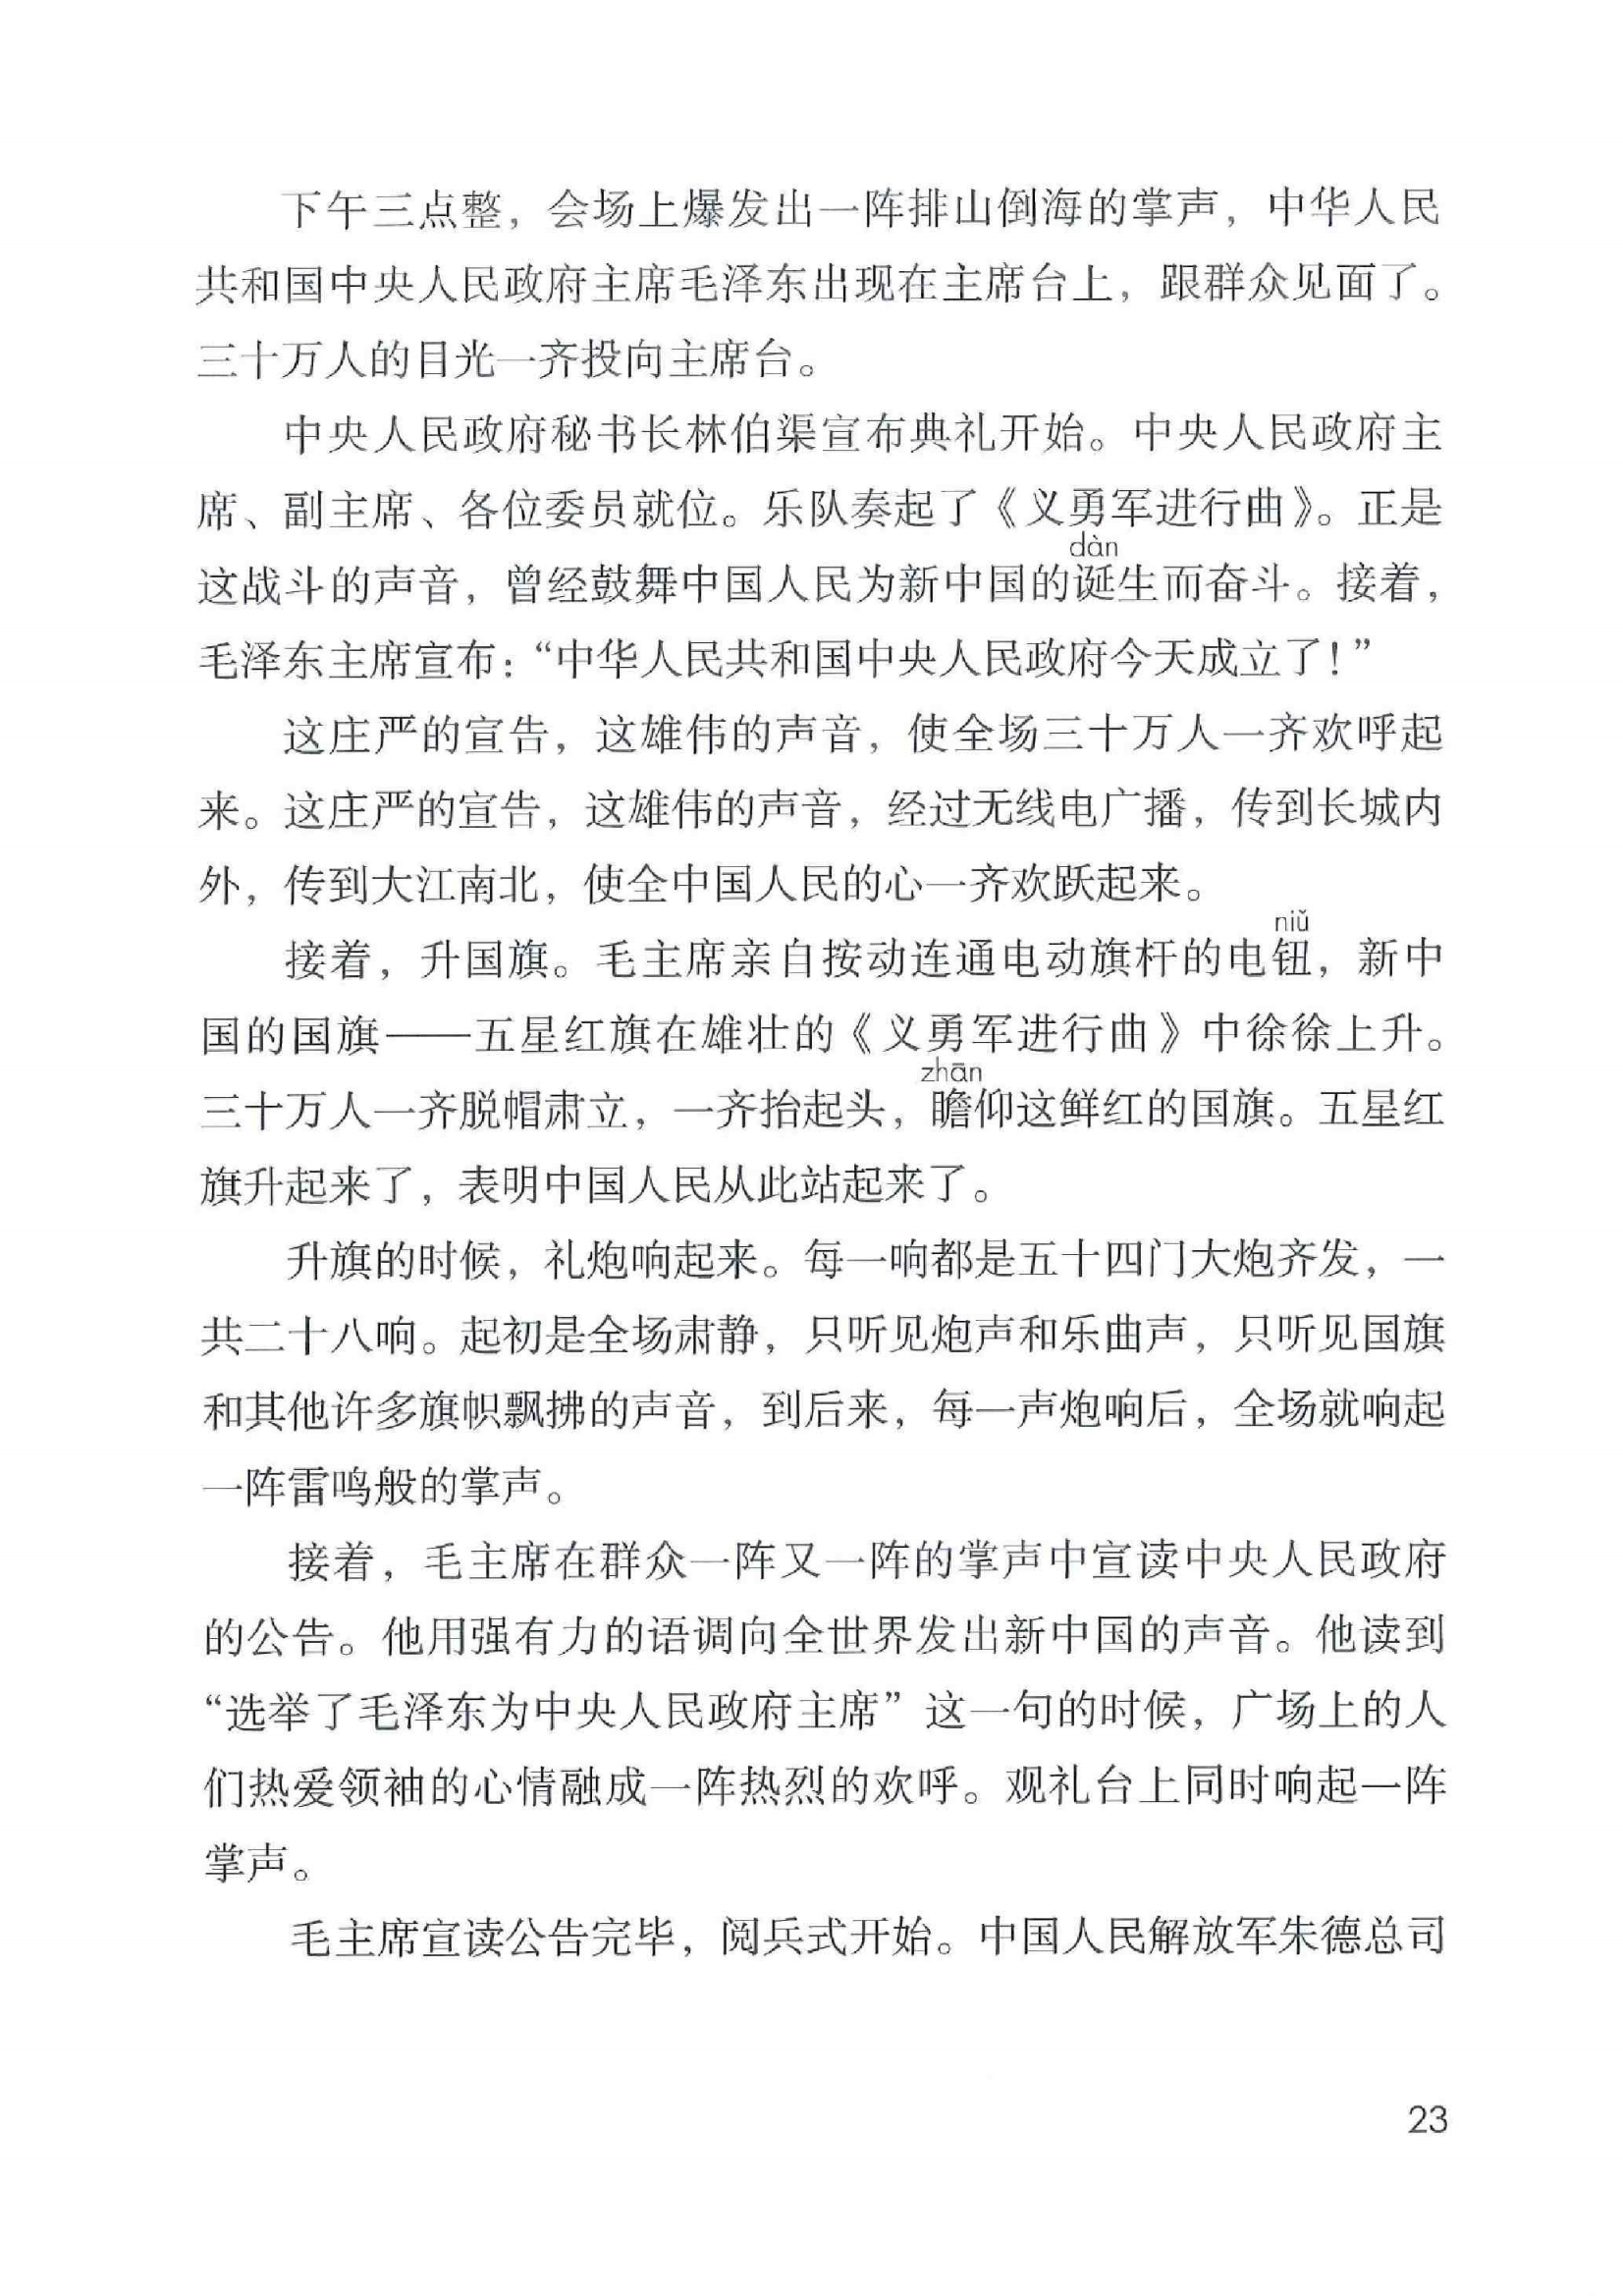 下午三点整，会场上爆发出一阵排山倒海的掌声，中华人民
共和国中央人民政府主席毛泽东出现在主席台上，跟群众见面了。
三十万人的目光一齐投向主席台。
中央人民政府秘书长林伯渠宣布典礼开始。中央人民政府主
席、副主席、各位委员就位。乐队奏起了《义勇军进行曲》。正是
dàn
这战斗的声音，曾经鼓舞中国人民为新中国的诞生而奋斗。接着，
毛泽东主席宣布：“中华人民共和国中央人民政府今天成立了！”
这庄严的宣告，这雄伟的声音，使全场三十万人一齐欢呼起
来。这庄严的宣告，这雄伟的声音，经过无线电广播，传到长城内
外，传到大江南北，使全中国人民的心一齐欢跃起来。
niǔ
接着，升国旗。毛主席亲自按动连通电动旗杆的电钮，新中
国的国旗——五星红旗在雄壮的《义勇军进行曲》中徐徐上升。
zhān
三十万人一齐脱帽肃立，一齐抬起头，瞻仰这鲜红的国旗。五星红
旗升起来了，表明中国人民从此站起来了。
升旗的时候，礼炮响起来。每一响都是五十四门大炮齐发，一
共二十八响。起初是全场肃静，只听见炮声和乐曲声，只听见国旗
和其他许多旗帜飘拂的声音，到后来，每一声炮响后，全场就响起
一阵雷鸣般的掌声。
接着，毛主席在群众一阵又一阵的掌声中宣读中央人民政府
的公告。他用强有力的语调向全世界发出新中国的声音。他读到
“选举了毛泽东为中央人民政府主席”这一句的时候，广场上的人
们热爱领袖的心情融成一阵热烈的欢呼。观礼台上同时响起一阵
掌声。
毛主席宣读公告完毕，阅兵式开始。中国人民解放军朱德总司
23